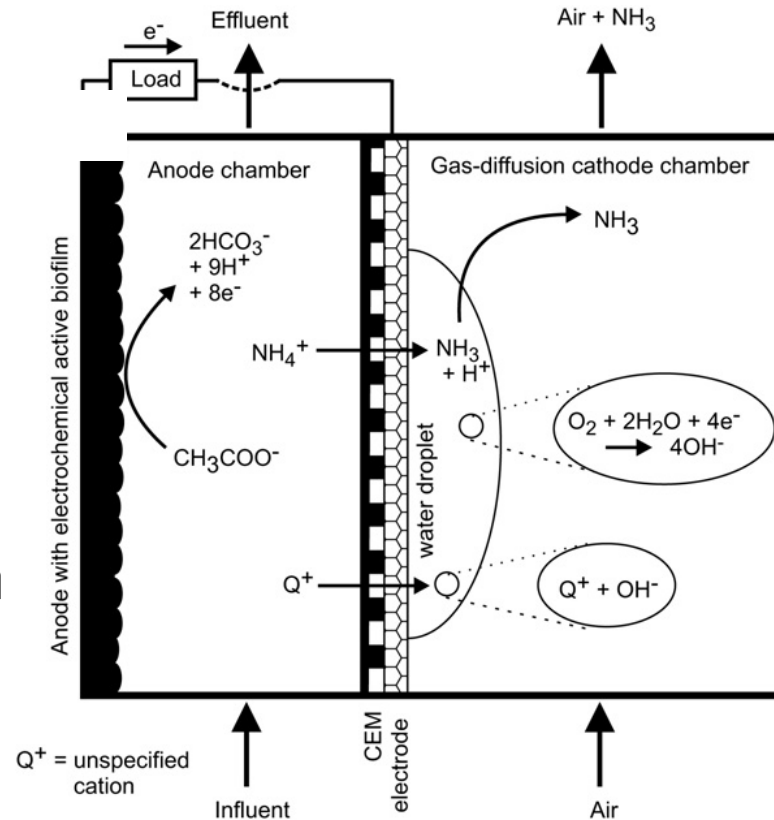 e-
Load
Effluent
Air + NH3
Anode chamber
Gas-diffusion cathode chamber
Anode with electrochemical active biofilm
2HCO3-
+ 9H+
+ 8e-
CH3COO-
NH4+
NH3
NH3
+ H+
water droplet
O2 + 2H2O + 4e-
4OH-
Q+
Q+ + OH-
CEM
electrode
Q+ = unspecified
cation
Influent
Air